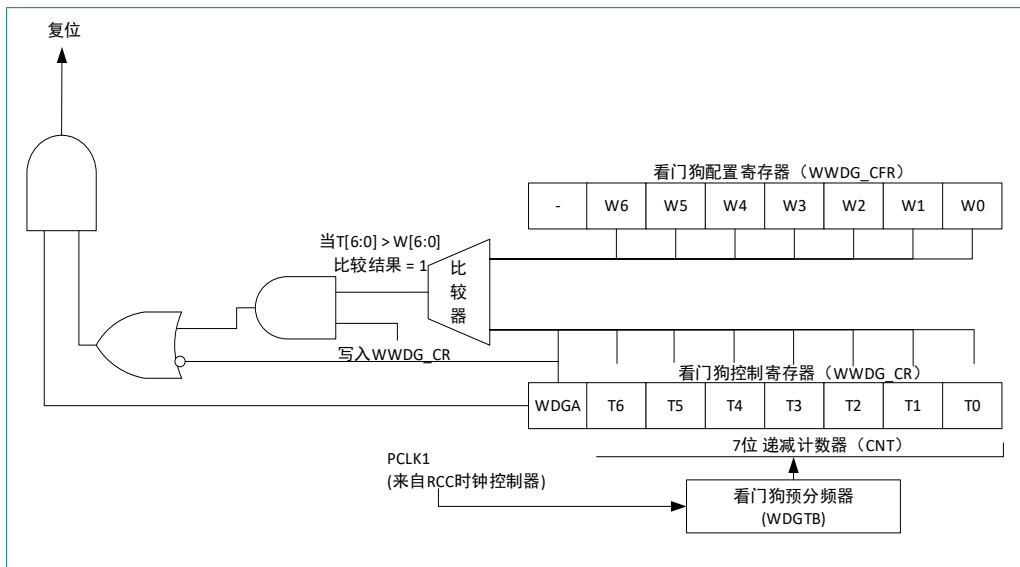 复位
看门狗配置寄存器（WWDG_CFR）
- W6 W5 W4 W3 W2 W1 W0
当T[6:0] > W[6:0]
比较结果 = 1
比
较
器
写入WWDG_CR
看门狗控制寄存器（WWDG_CR）
WDGA T6 T5 T4 T3 T2 T1 T0
7位 递减计数器（CNT）
PCLK1
(来自RCC时钟控制器)
看门狗预分频器
(WDGTB)